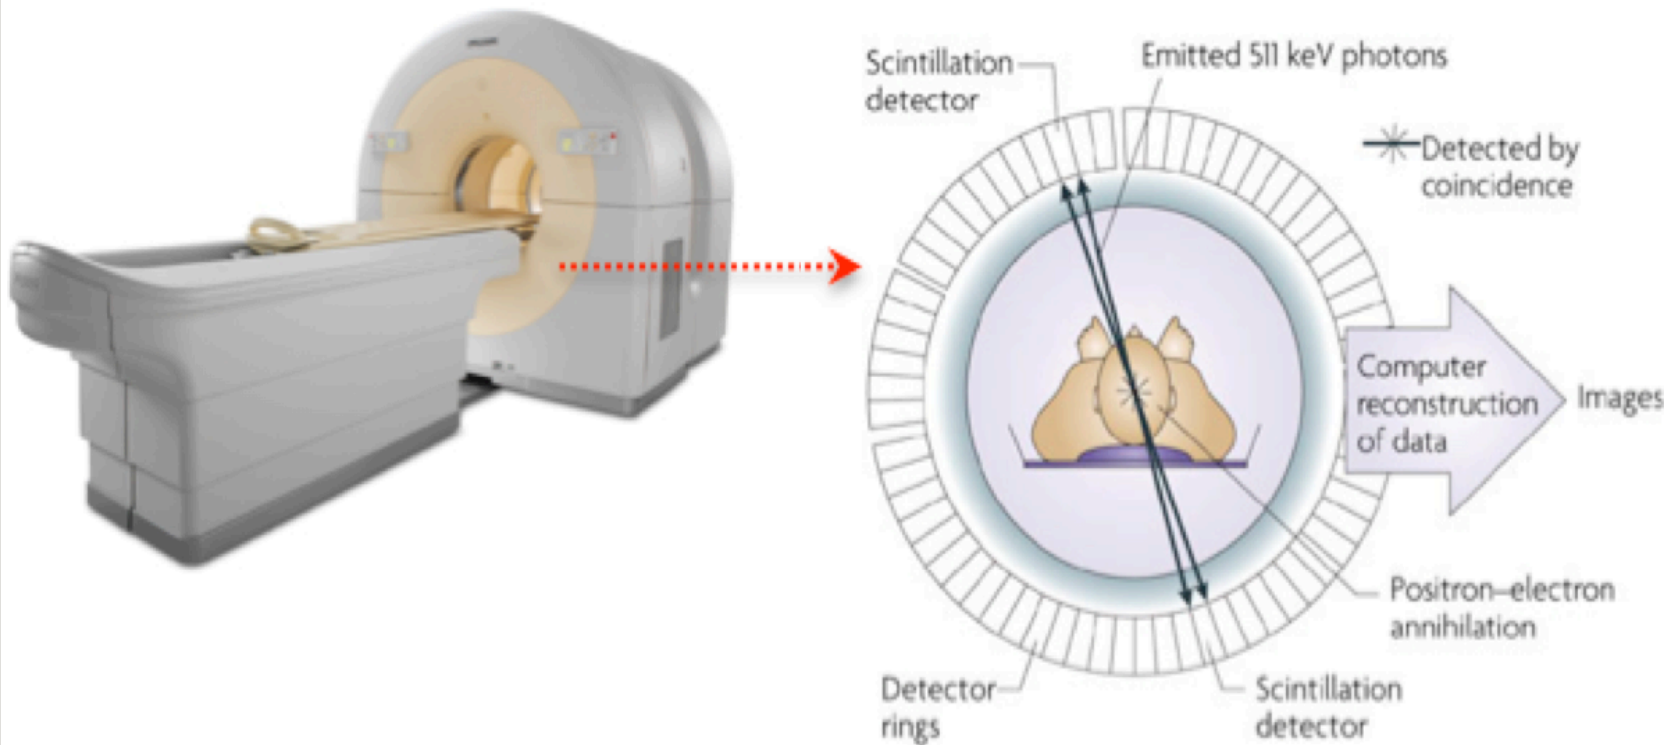 Scintillation
detector
Emitted 511 keV photons
Detected by
coincidence
Computer
reconstruction
of data
Images
Positron–electron
annihilation
Detector
rings
Scintillation
detector